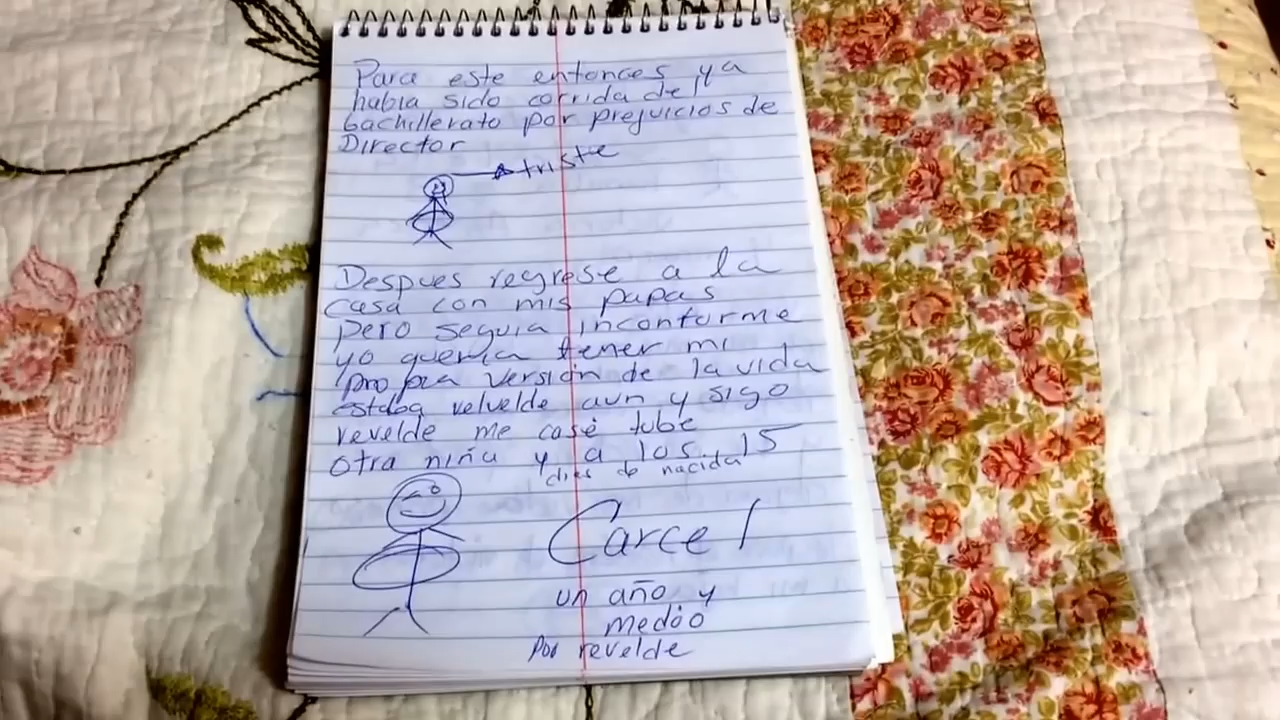 Para este entonces ya
habia sido corrida del
bachillerato por prejuicios de
Director
triste
Despues regrese a la
casa con mis papas
pero seguia inconforme
yo queria tener mi
propia versión de la vida
estaba velvelde aun y sigo
revelde me casé tube
otra niña y a los 15
dias de nacida
Carcel
un año y
medio
Por revelde